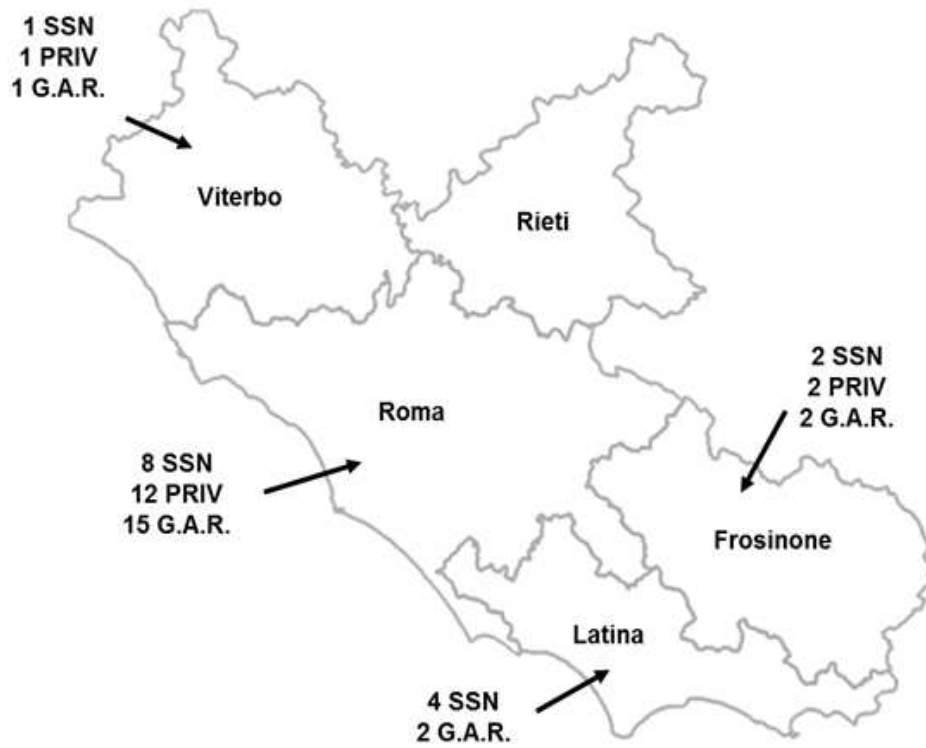 1 SSN
1 PRIV
1 G.A.R.
Viterbo
Rieti
2 SSN
2 PRIV
2 G.A.R.
Roma
8 SSN
12 PRIV
15 G.A.R.
Frosinone
Latina
4 SSN
2 G.A.R.